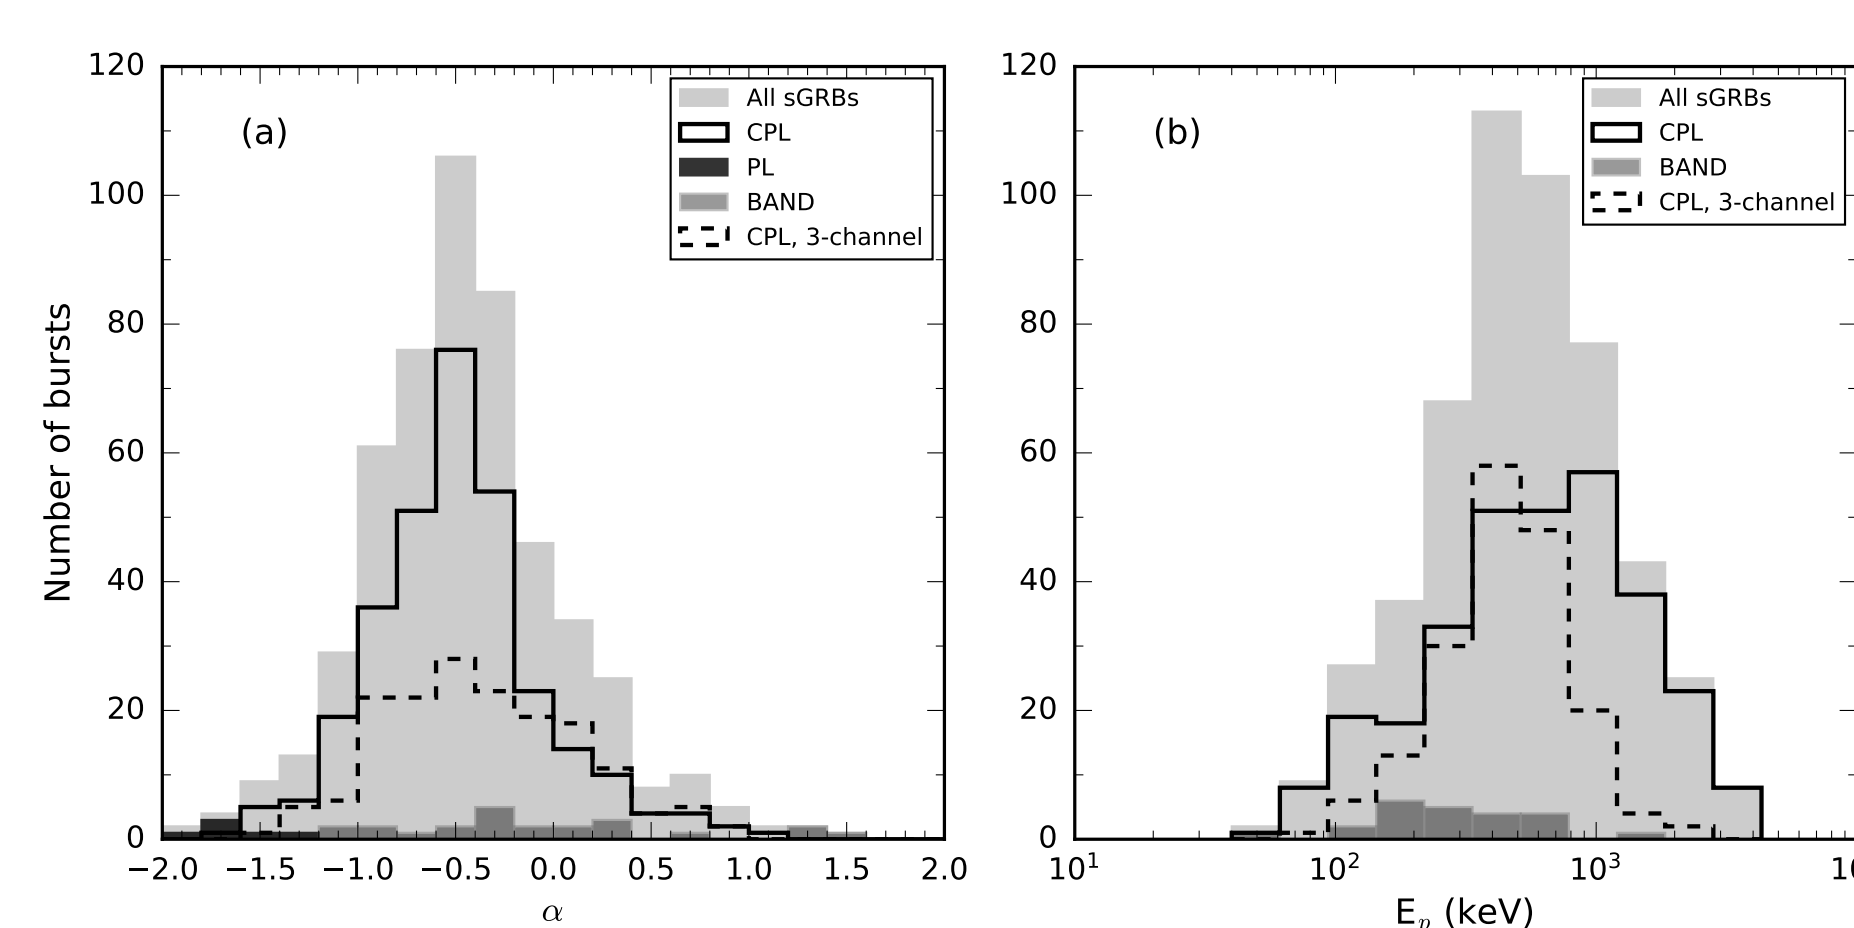 120
100
80
60
40
20
0
Number of bursts
(a)
All sGRBs
CPL
PL
BAND
CPL, 3-channel
−2.0 −1.5 −1.0 −0.5 0.0 0.5 1.0 1.5 2.0
α
120
100
80
60
40
20
0
(b)
All sGRBs
CPL
BAND
CPL, 3-channel
10¹ 10² 10³
Eₚ (keV)